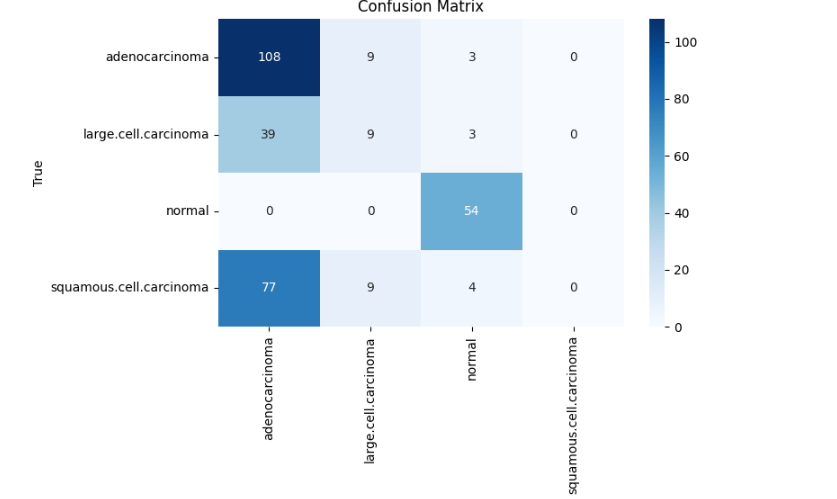 Confusion Matrix
True
adenocarcinoma 108 9 3 0
large.cell.carcinoma 39 9 3 0
normal 0 0 54 0
squamous.cell.carcinoma 77 9 4 0
adenocarcinoma
large.cell.carcinoma
normal
squamous.cell.carcinoma
100
80
60
40
20
0